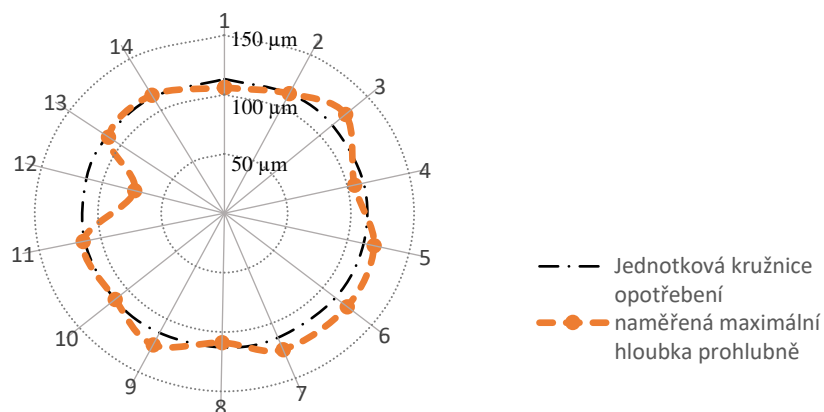 1
150 µm
2
3
4
5
6
7
8
9
10
11
12
13
14
100 µm
50 µm
Jednotková kružnice
opotřebení
naměřená maximální
hloubka prohlubně